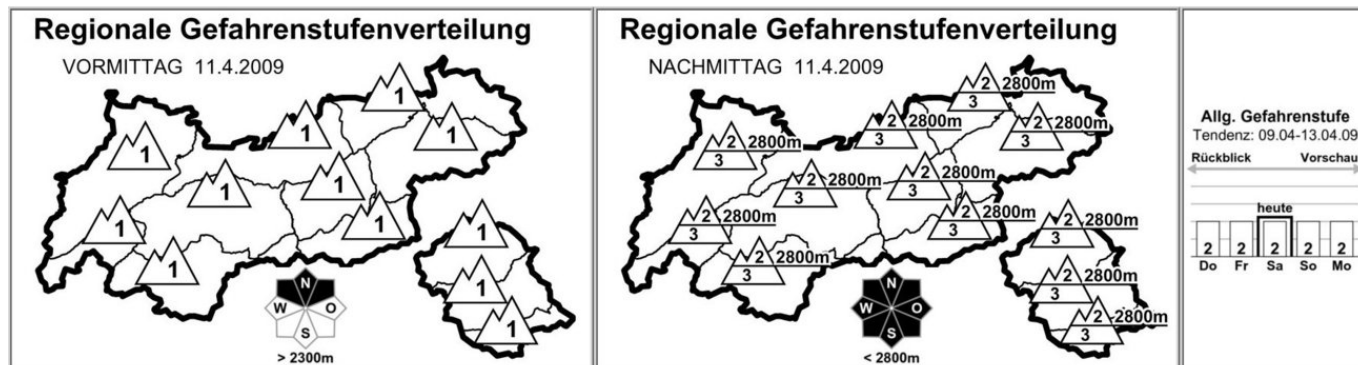 Regionale Gefahrenstufenverteilung
VORMITTAG 11.4.2009
1
1
1
1
1
1
1
1
1
1
1
1
N
W O
S
> 2300m
Regionale Gefahrenstufenverteilung
NACHMITTAG 11.4.2009
2 2800m
3
2 2800m
3
2 2800m
3
2 2800m
3
2 2800m
3
2 2800m
3
2 2800m
3
2 2800m
3
2 2800m
3
2 2800m
3
2 2800m
3
2 2800m
3
N
W O
S
< 2800m
Allg. Gefahrenstufe
Tendenz: 09.04-13.04.09
Rückblick Vorschau
heute
2 2 2 2 2
Do Fr Sa So Mo